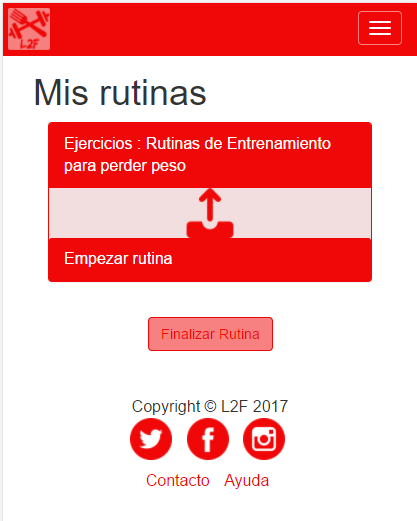 L2F
Mis rutinas
Ejercicios : Rutinas de Entrenamiento
para perder peso
Empezar rutina
Finalizar Rutina
Copyright © L2F 2017
Contacto Ayuda